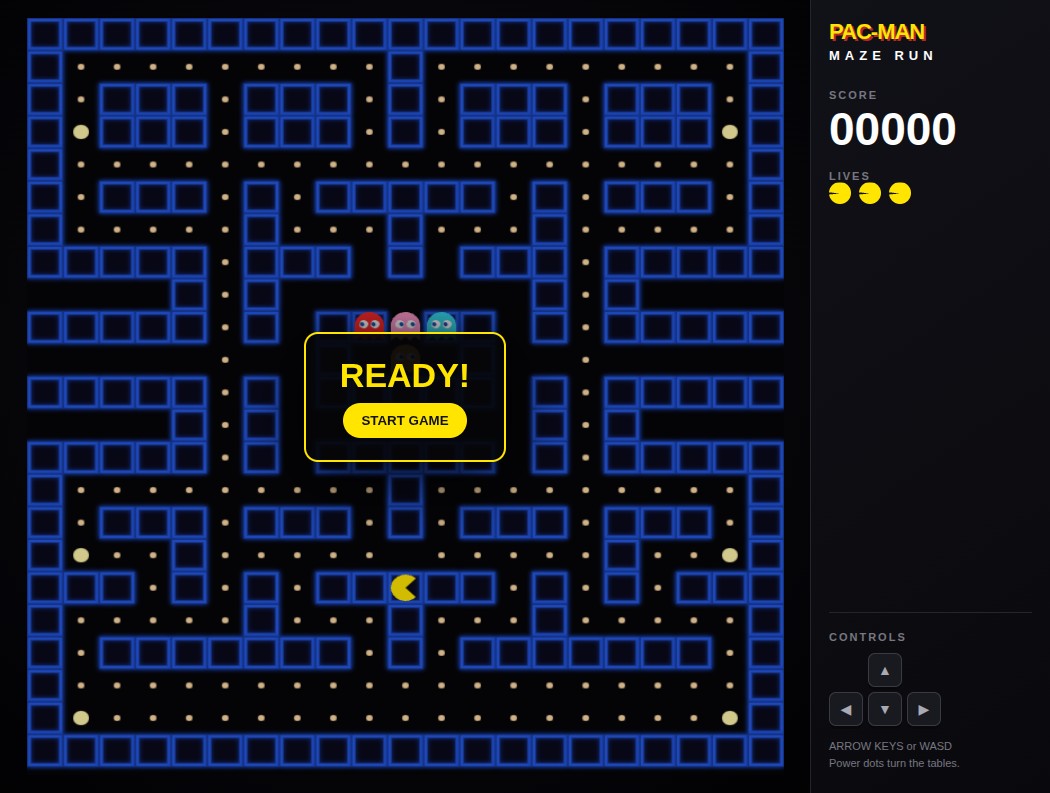 PAC-MAN
MAZE RUN
SCORE
00000
LIVES
READY!
START GAME
CONTROLS
▲
◀ ▼ ▶
ARROW KEYS or WASD
Power dots turn the tables.